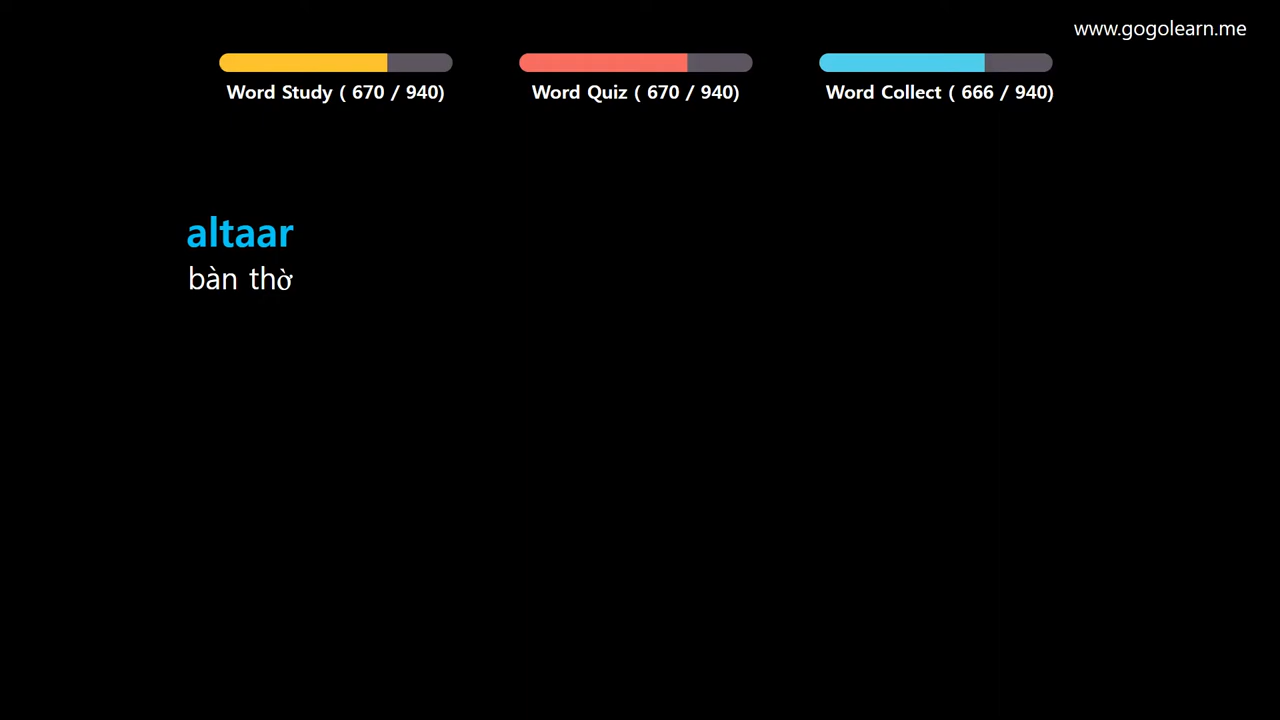 www.gogolearn.me
Word Study ( 670 / 940)
Word Quiz ( 670 / 940)
Word Collect ( 666 / 940)
altaar
bàn thờ